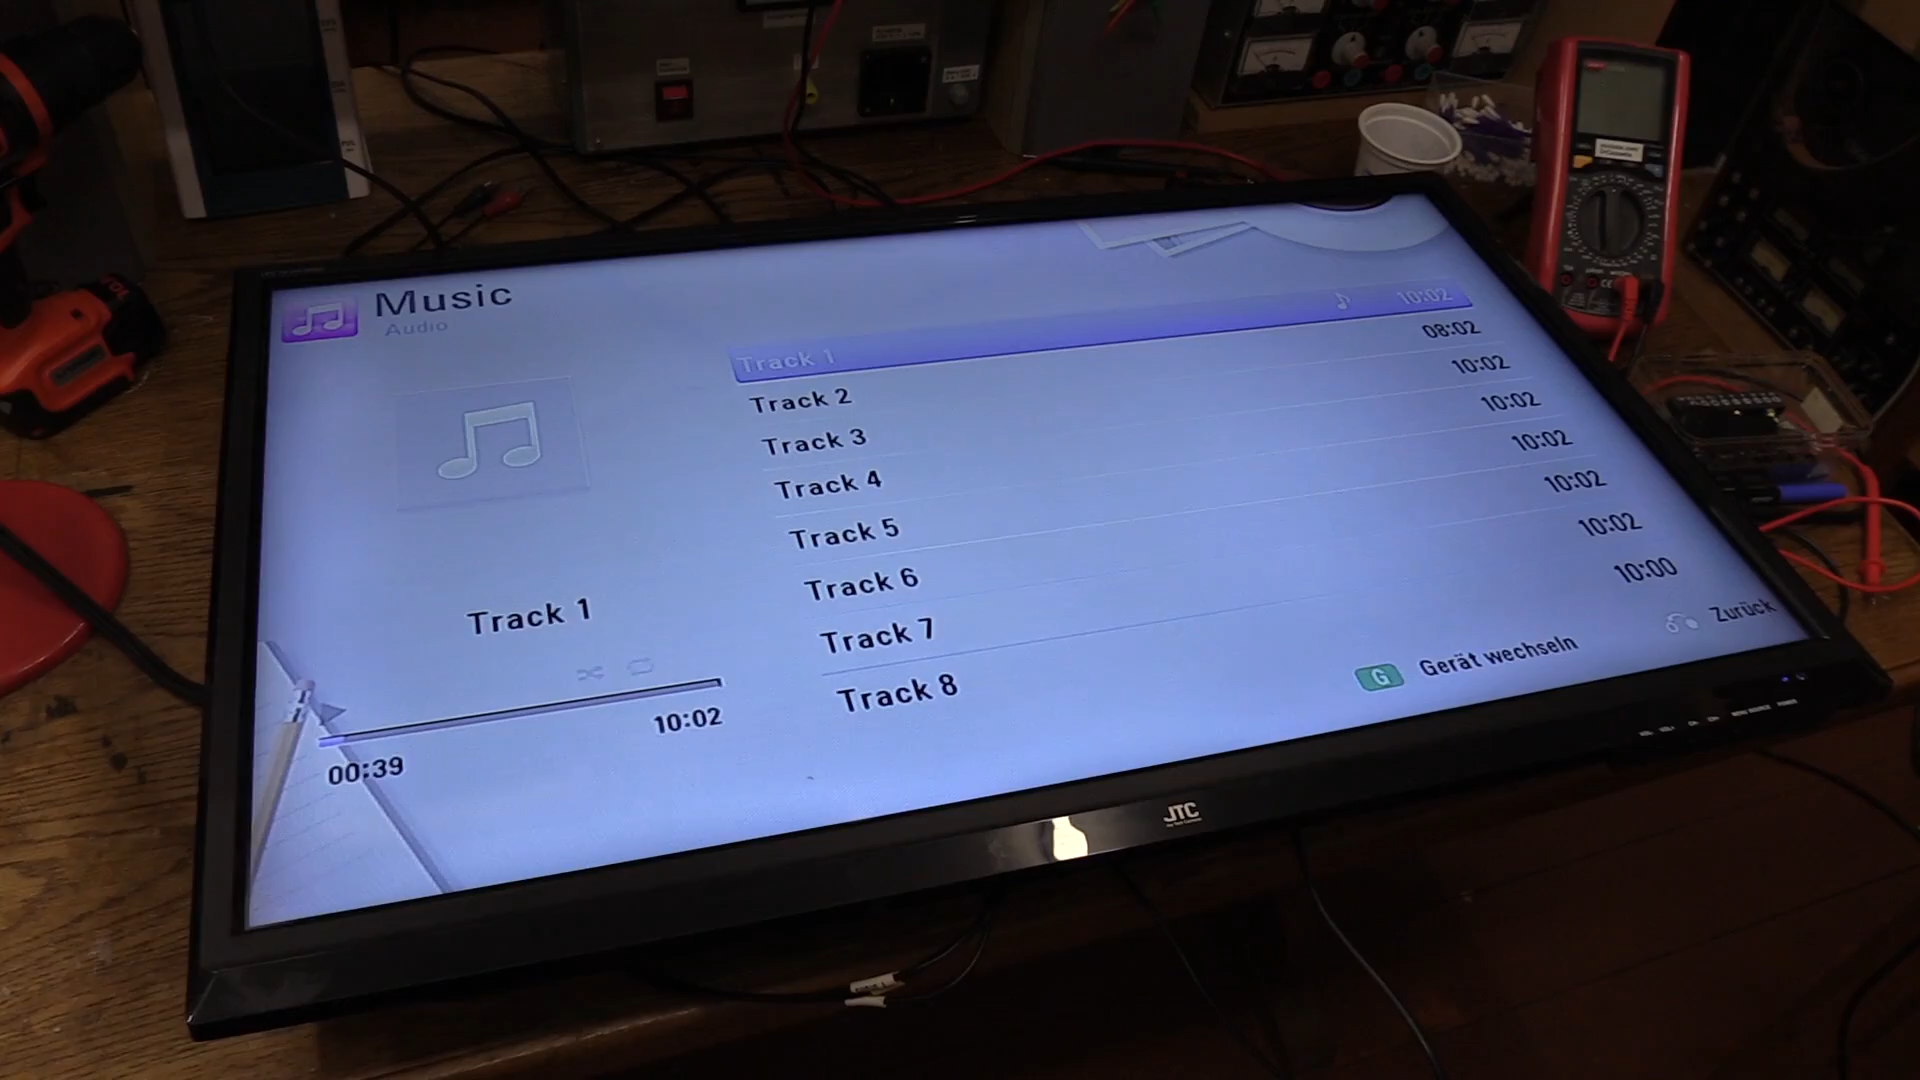 Music
Audio
Track 1 10:02
Track 2 08:02
Track 3 10:02
Track 4 10:02
Track 5 10:02
Track 6 10:02
Track 7 10:02
Track 8 10:00
Track 1
00:39 10:02
G Gerät wechseln
Zurück
JTC